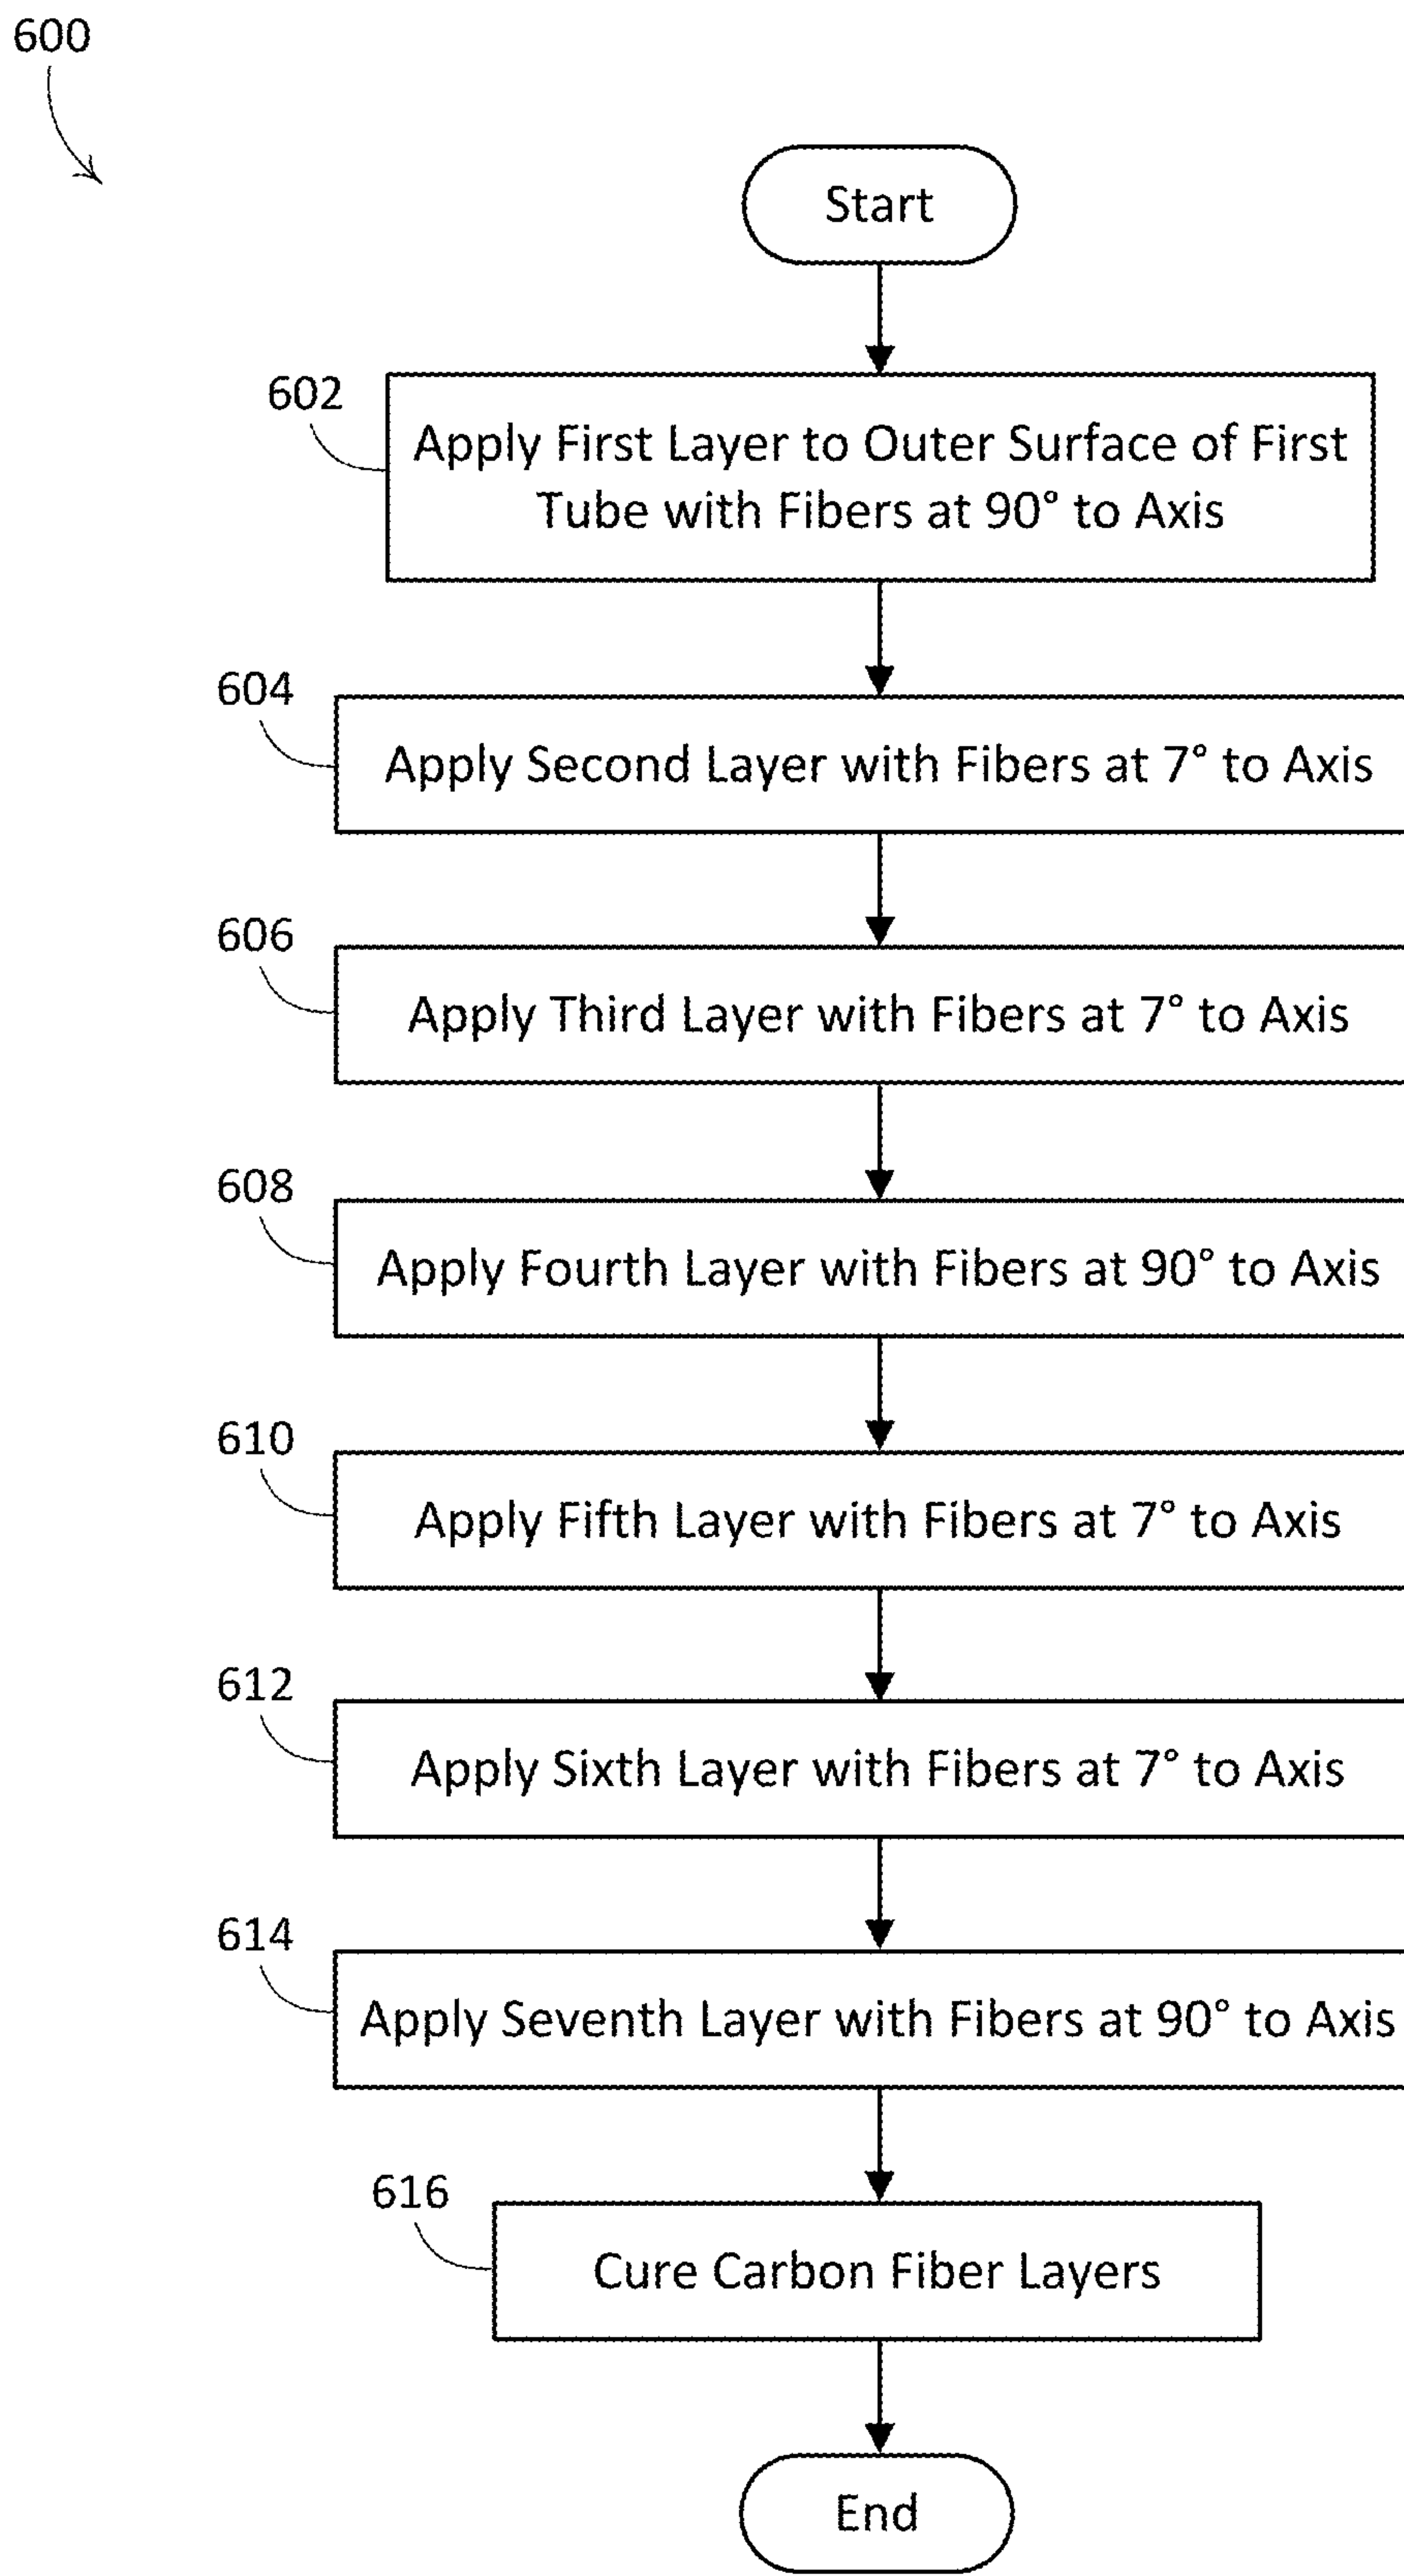 600
Start
602
Apply First Layer to Outer Surface of First
Tube with Fibers at 90° to Axis
604
Apply Second Layer with Fibers at 7° to Axis
606
Apply Third Layer with Fibers at 7° to Axis
608
Apply Fourth Layer with Fibers at 90° to Axis
610
Apply Fifth Layer with Fibers at 7° to Axis
612
Apply Sixth Layer with Fibers at 7° to Axis
614
Apply Seventh Layer with Fibers at 90° to Axis
616
Cure Carbon Fiber Layers
End